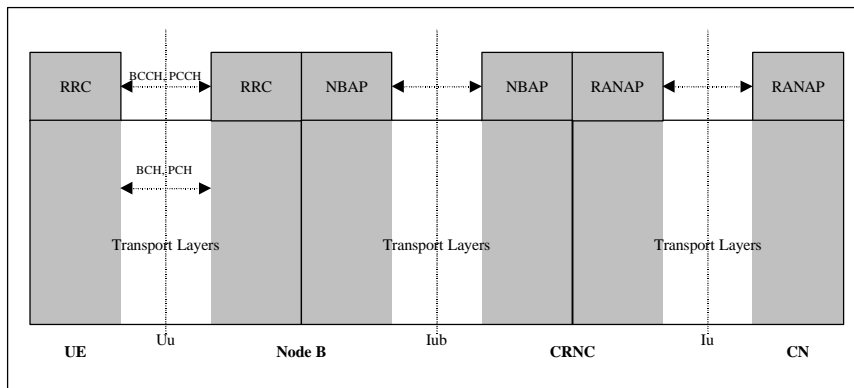 BCCH, PCCH
RRC
RRC
NBAP
NBAP
RANAP
RANAP
BCH, PCH
Transport Layers
Transport Layers
Transport Layers
Uu
Iub
Iu
UE
Node B
CRNC
CN